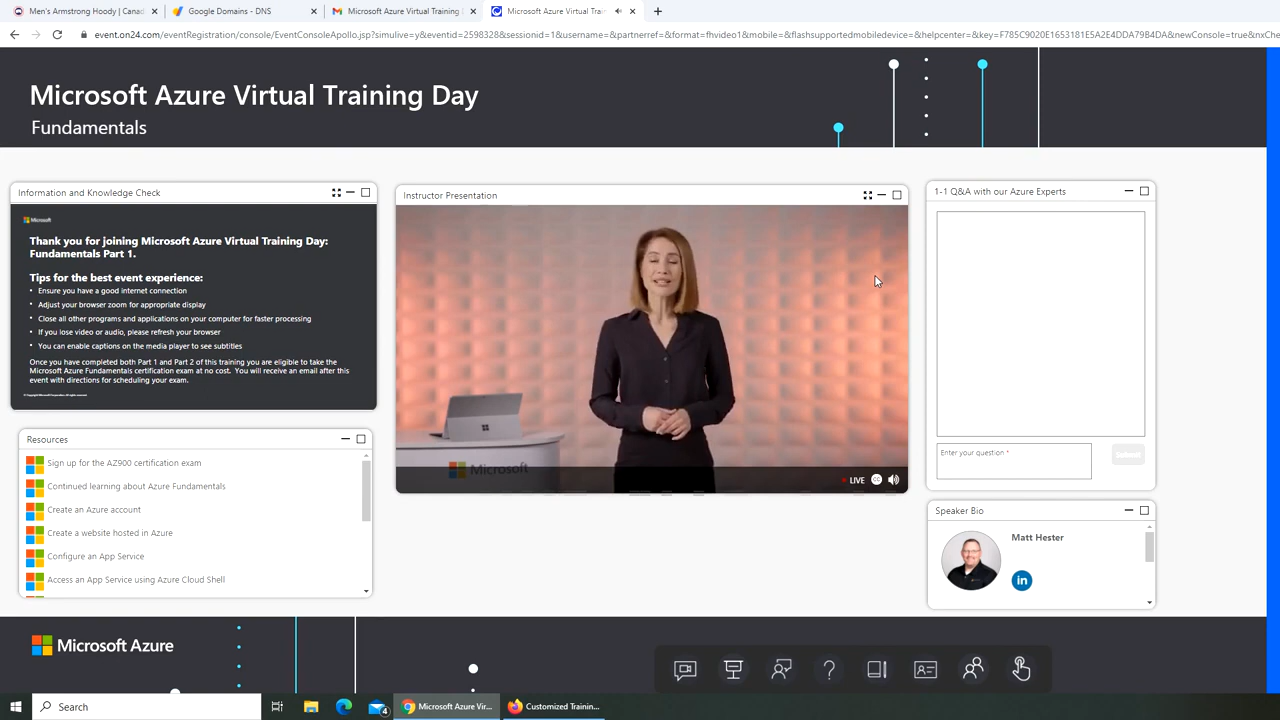 Men's Armstrong Hoody | Canad
Google Domains - DNS
Microsoft Azure Virtual Training
Microsoft Azure Virtual Train
event.on24.com/eventRegistration/console/EventConsoleApollo.jsp?simulive=y&eventid=2598328&sessionid=1&username=&partnerref=&format=fhvideo1&mobile=&flashsupportedmobiledevice=&helpcenter=&key=F785C9020E1653181E5A2E4DDA79B4DA&newConsole=true&nxChe
Microsoft Azure Virtual Training Day
Fundamentals
Information and Knowledge Check
Microsoft
Thank you for joining Microsoft Azure Virtual Training Day:
Fundamentals Part 1.
Tips for the best event experience:
• Ensure you have a good internet connection
• Adjust your browser zoom for appropriate display
• Close all other programs and applications on your computer for faster processing
• If you lose video or audio, please refresh your browser
• You can enable captions on the media player to see subtitles
Once you have completed both Part 1 and Part 2 of this training you are eligible to take the
Microsoft Azure Fundamentals certification exam at no cost. You will receive an email after this
event with directions for scheduling your exam.
© Copyright Microsoft Corporation. All rights reserved.
Resources
Sign up for the AZ900 certification exam
Continued learning about Azure Fundamentals
Create an Azure account
Create a website hosted in Azure
Configure an App Service
Access an App Service using Azure Cloud Shell
Instructor Presentation
Microsoft
LIVE
CC
1-1 Q&A with our Azure Experts
Enter your question *
Submit
Speaker Bio
Matt Hester
in
Microsoft Azure
Search
4
Microsoft Azure Vir...
Customized Trainin...